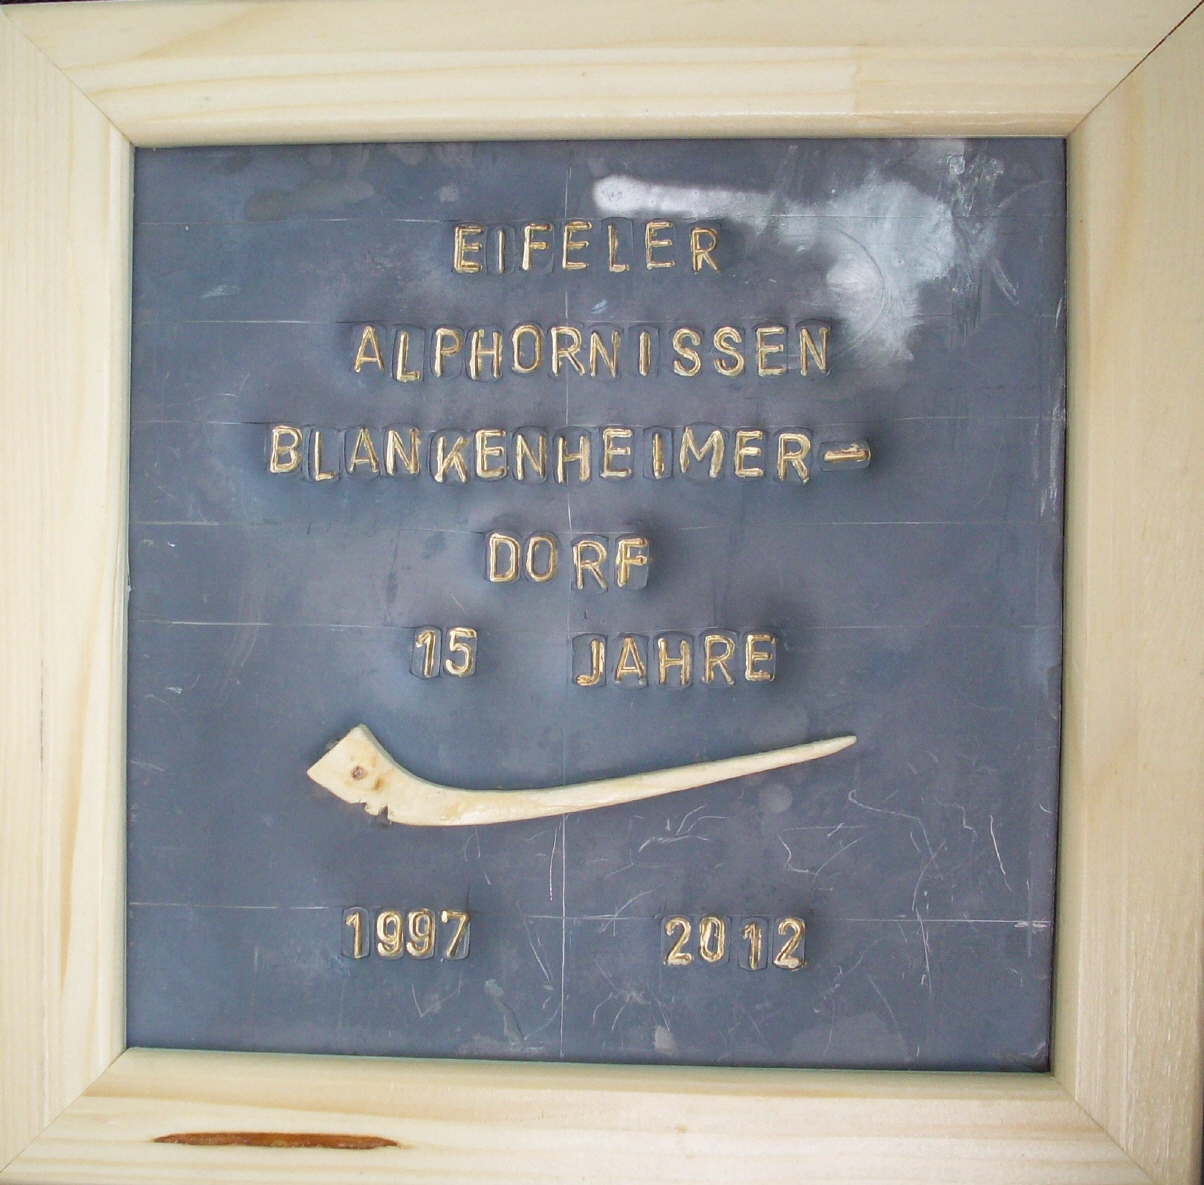 EIFELER
ALPHORNISSEN
BLANKENHEIMER-
DORF
15 JAHRE
1997 2012